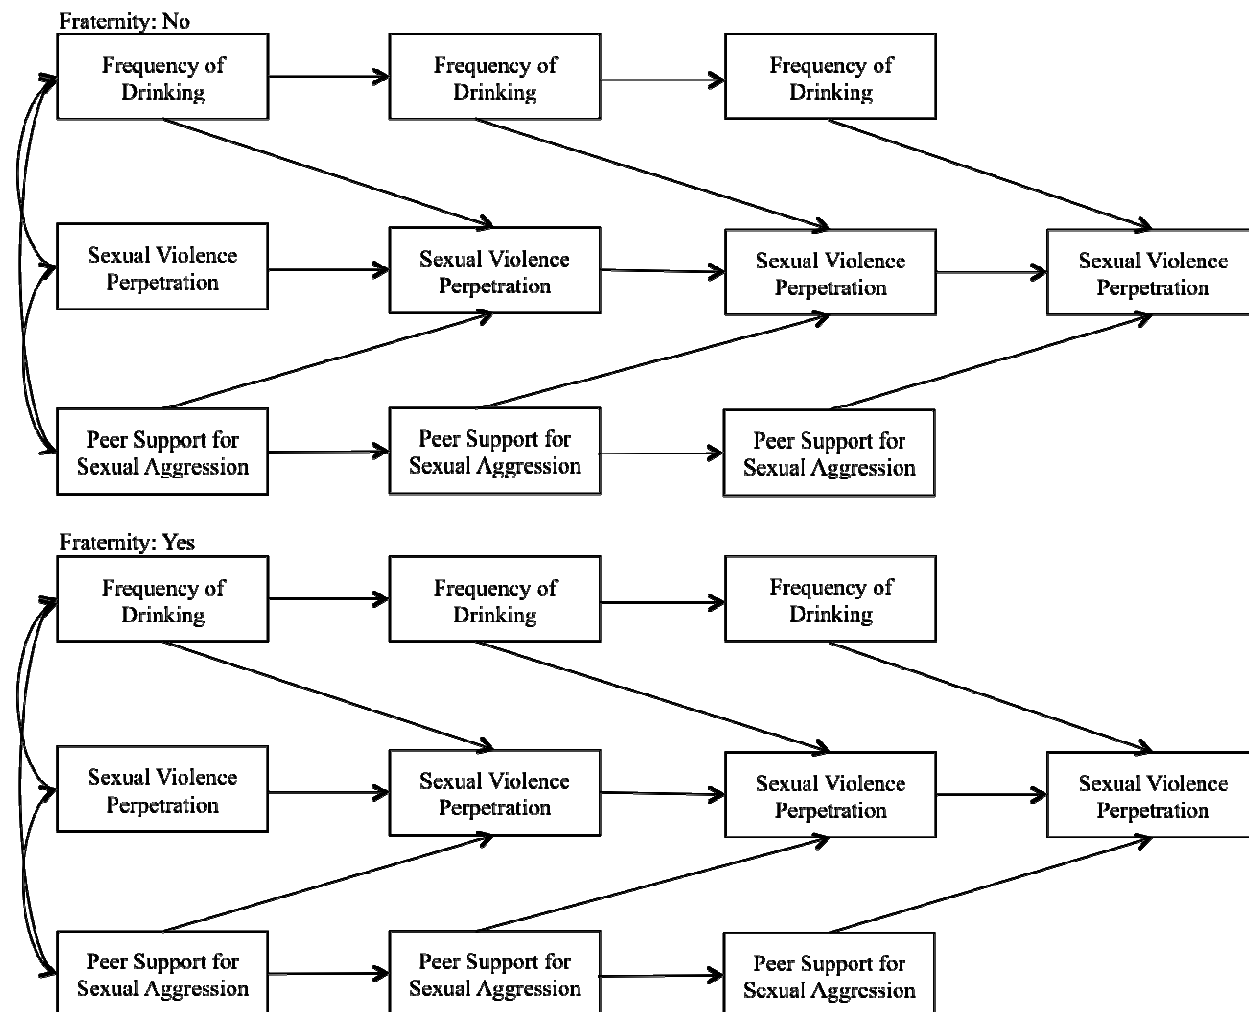 Fraternity: No
Frequency of
Drinking
Frequency of
Drinking
Frequency of
Drinking
Sexual Violence
Perpetration
Sexual Violence
Perpetration
Sexual Violence
Perpetration
Sexual Violence
Perpetration
Peer Support for
Sexual Aggression
Peer Support for
Sexual Aggression
Peer Support for
Sexual Aggression
Fraternity: Yes
Frequency of
Drinking
Frequency of
Drinking
Frequency of
Drinking
Sexual Violence
Perpetration
Sexual Violence
Perpetration
Sexual Violence
Perpetration
Sexual Violence
Perpetration
Peer Support for
Sexual Aggression
Peer Support for
Sexual Aggression
Peer Support for
Sexual Aggression